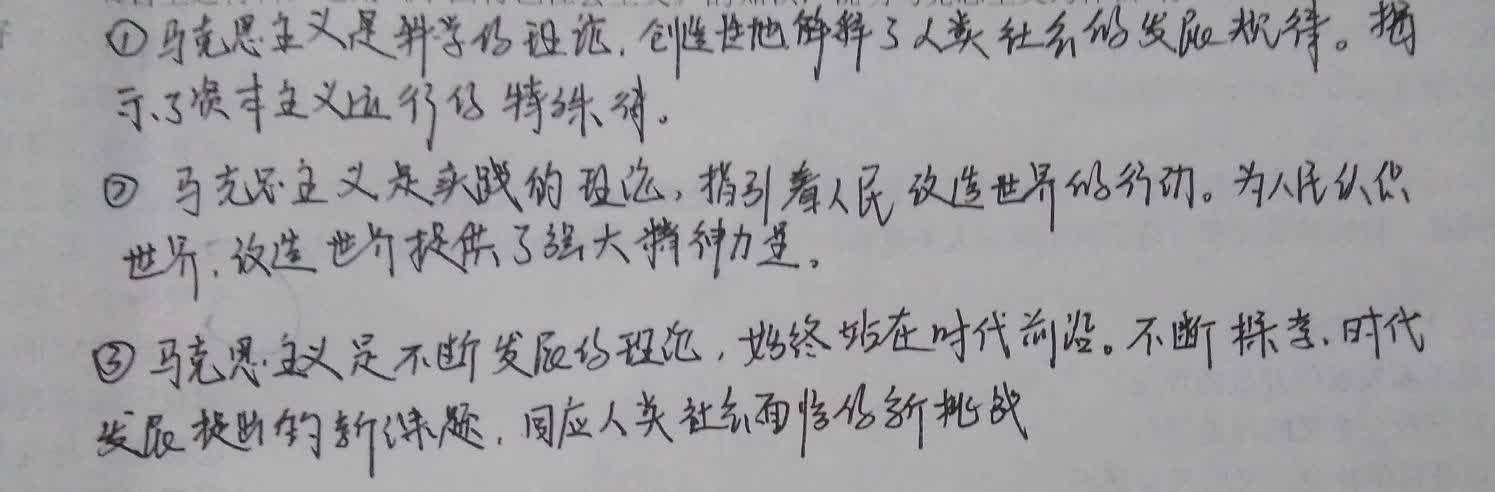 ①马克思主义是科学的理论，创造性地解释了人类社会的发展规律。揭
示了资本主义运行的特殊律。
② 马克思主义是实践的理论，指引着人民改造世界的行动。为人民认识
世界，改造世界提供了强大精神力量。
③马克思主义是不断发展的理论，始终站在时代前沿。不断探索，时代
发展提出的新课题，回应人类社会面临的新挑战